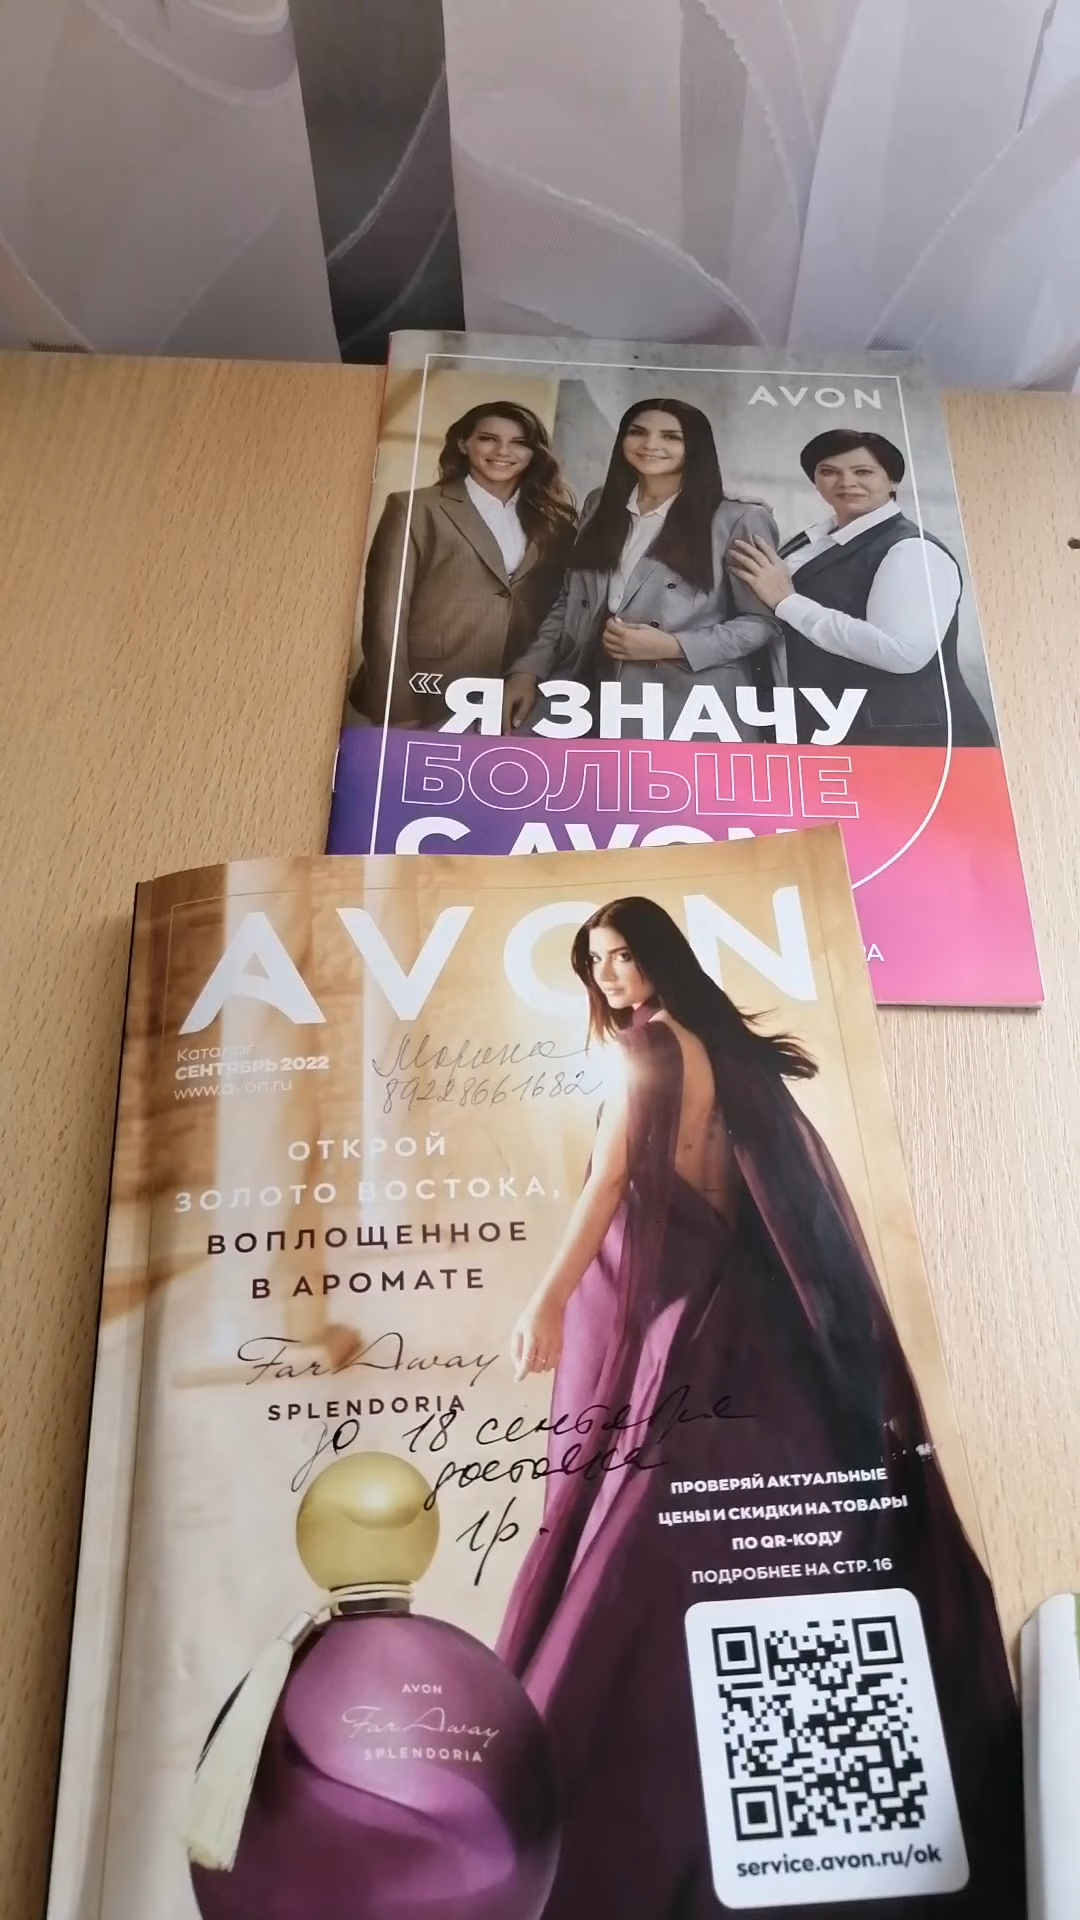 AVON
«Я ЗНАЧУ
БОЛЬШЕ
С AVON
РА
AVON
Каталог
СЕНТЯБРЬ 2022
www.avon.ru
Марина
89228661682
ОТКРОЙ
ЗОЛОТО ВОСТОКА,
ВОПЛОЩЕННОЕ
В АРОМАТЕ
Far Away
SPLENDORIA
до 18 сентября
доставка
1р.
ПРОВЕРЯЙ АКТУАЛЬНЫЕ
ЦЕНЫ И СКИДКИ НА ТОВАРЫ
ПО QR-КОДУ
ПОДРОБНЕЕ НА СТР. 16
AVON
Far Away
SPLENDORIA
service.avon.ru/ok